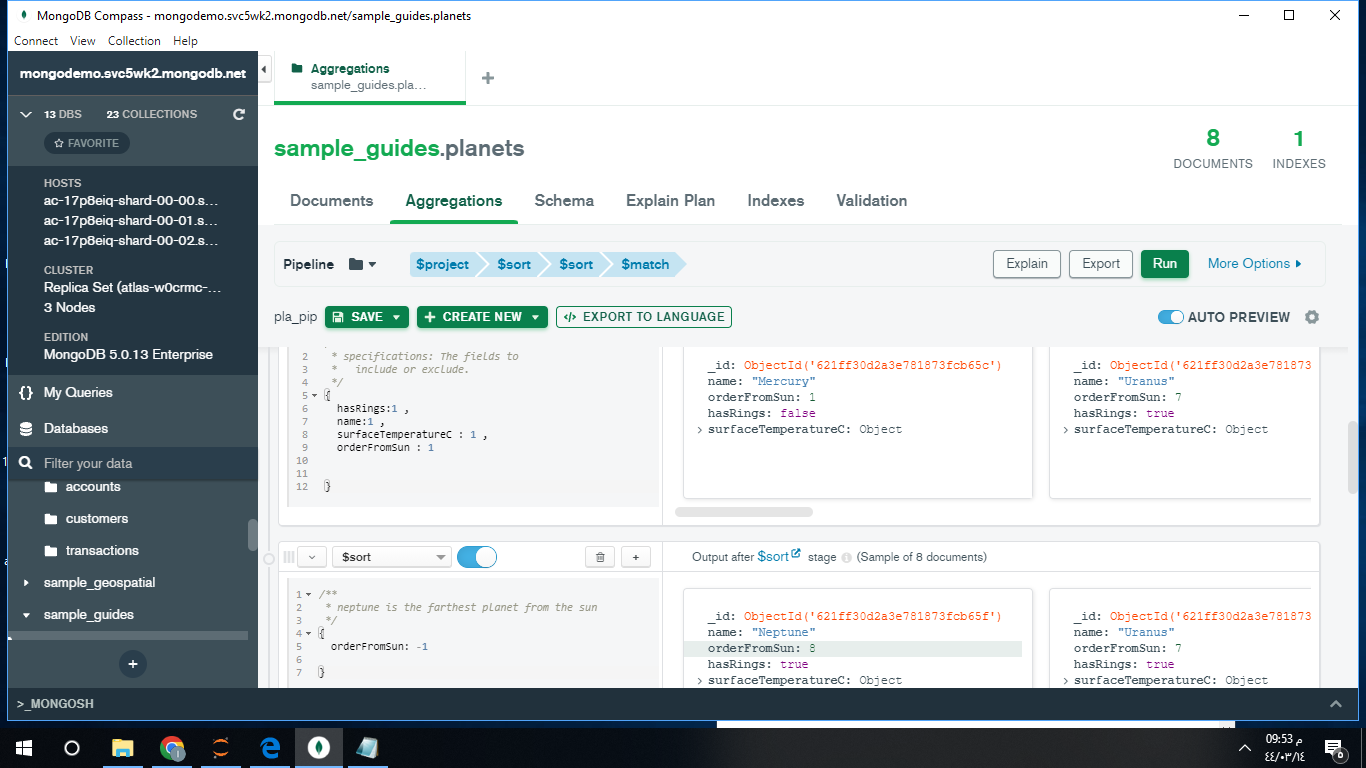 MongoDB Compass - mongodemo.svc5wk2.mongodb.net/sample_guides.planets
Connect View Collection Help
mongodemo.svc5wk2.mongodb.net
13 DBS 23 COLLECTIONS
FAVORITE
HOSTS
ac-17p8eiq-shard-00-00.s...
ac-17p8eiq-shard-00-01.s...
ac-17p8eiq-shard-00-02.s...
CLUSTER
Replica Set (atlas-w0crmc-...
3 Nodes
EDITION
MongoDB 5.0.13 Enterprise
{} My Queries
Databases
Filter your data
accounts
customers
transactions
sample_geospatial
sample_guides
+
Aggregations
sample_guides.pla...
+
sample_guides.planets
8
DOCUMENTS
1
INDEXES
Documents Aggregations Schema Explain Plan Indexes Validation
Pipeline $project $sort $sort $match Explain Export Run More Options
pla_pip SAVE + CREATE NEW </> EXPORT TO LANGUAGE AUTO PREVIEW
2 * specifications: The fields to
3 * include or exclude.
4 */
5 {
6 hasRings:1 ,
7 name:1 ,
8 surfaceTemperatureC : 1 ,
9 orderFromSun : 1
10
11
12 }
_id: ObjectId('621ff30d2a3e781873fcb65c')
name: "Mercury"
orderFromSun: 1
hasRings: false
> surfaceTemperatureC: Object
_id: ObjectId('621ff30d2a3e781873
name: "Uranus"
orderFromSun: 7
hasRings: true
> surfaceTemperatureC: Object
$sort +
Output after $sort stage (Sample of 8 documents)
1 /**
2 * neptune is the farthest planet from the sun
3 */
4 {
5 orderFromSun: -1
6
7 }
_id: ObjectId('621ff30d2a3e781873fcb65f')
name: "Neptune"
orderFromSun: 8
hasRings: true
> surfaceTemperatureC: Object
_id: ObjectId('621ff30d2a3e781873
name: "Uranus"
orderFromSun: 7
hasRings: true
> surfaceTemperatureC: Object
>_MONGOSH
09:53 م
٤٤/٠٣/١٤